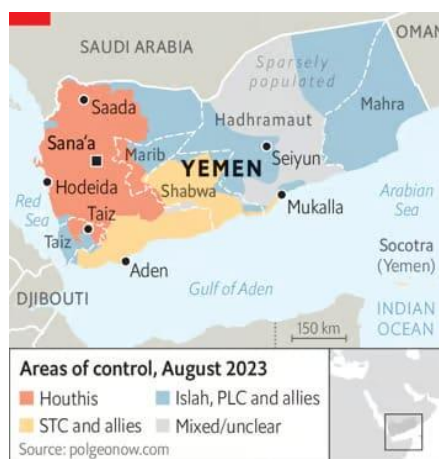 SAUDI ARABIA
OMAN
Sparsely
populated
Saada
Hadhramaut
Mahra
Sana'a
Marib
YEMEN
Seiyun
Hodeida
Shabwa
Red
Sea
Mukalla
Arabian
Sea
Taiz
Taiz
Socotra
(Yemen)
Aden
DJIBOUTI
Gulf of Aden
INDIAN
OCEAN
150 km
Areas of control, August 2023
Houthis
Islah, PLC and allies
STC and allies
Mixed/unclear
Source: polgeonow.com